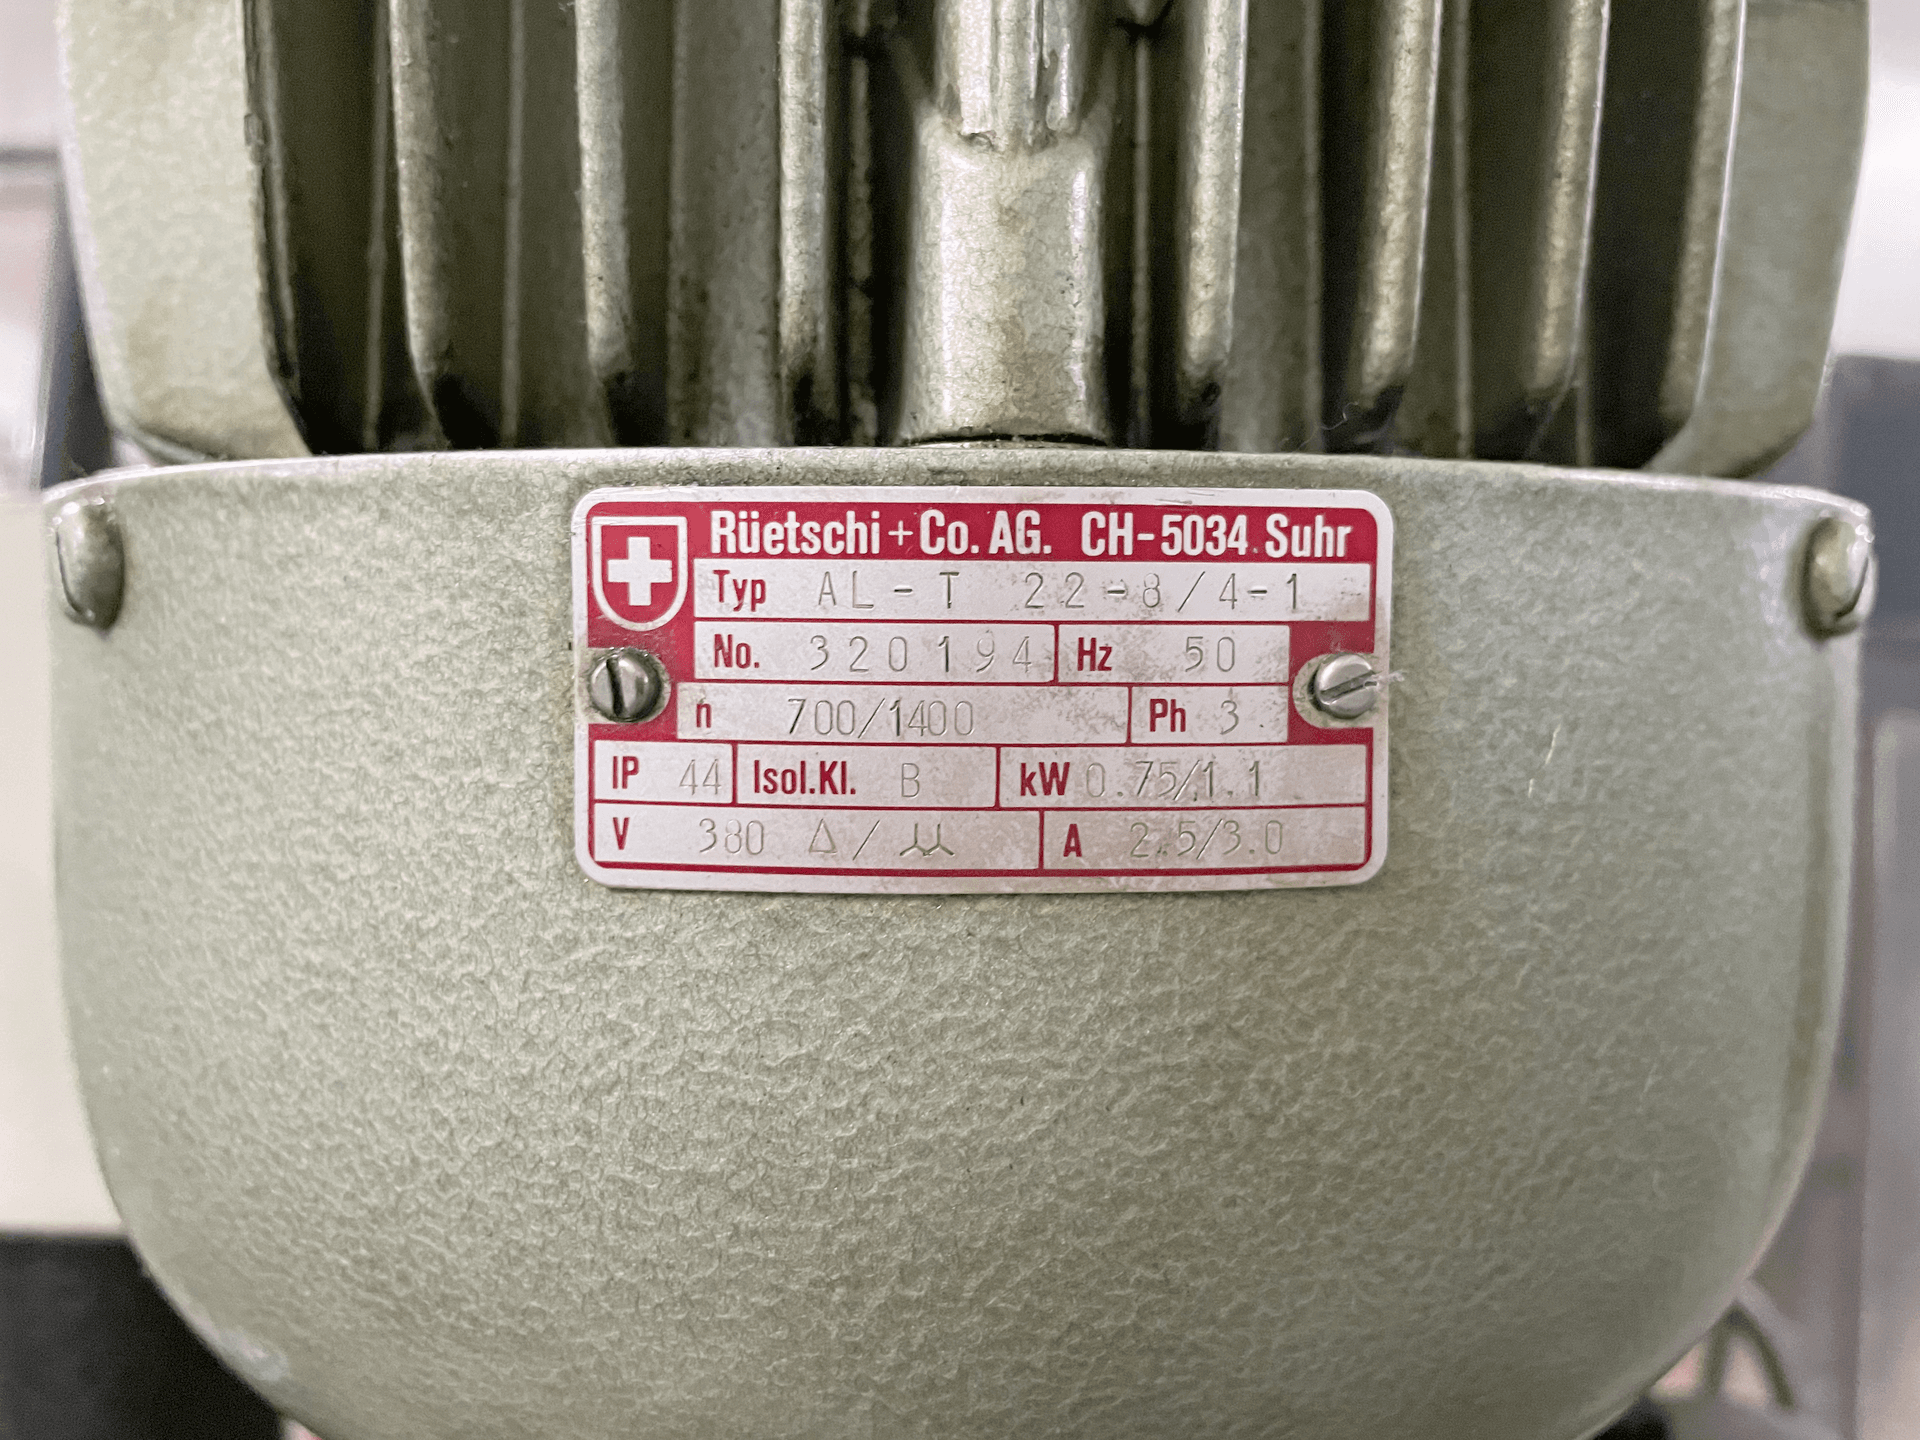 Rüetschi + Co. AG. CH-5034 Suhr
Typ AL-T 22-8/4-1
No. 320194 Hz 50
n 700/1400 Ph 3
IP 44 Isol.Kl. B kW 0.75/1.1
V 380 Δ / ⅄⅄ A 2.5/3.0